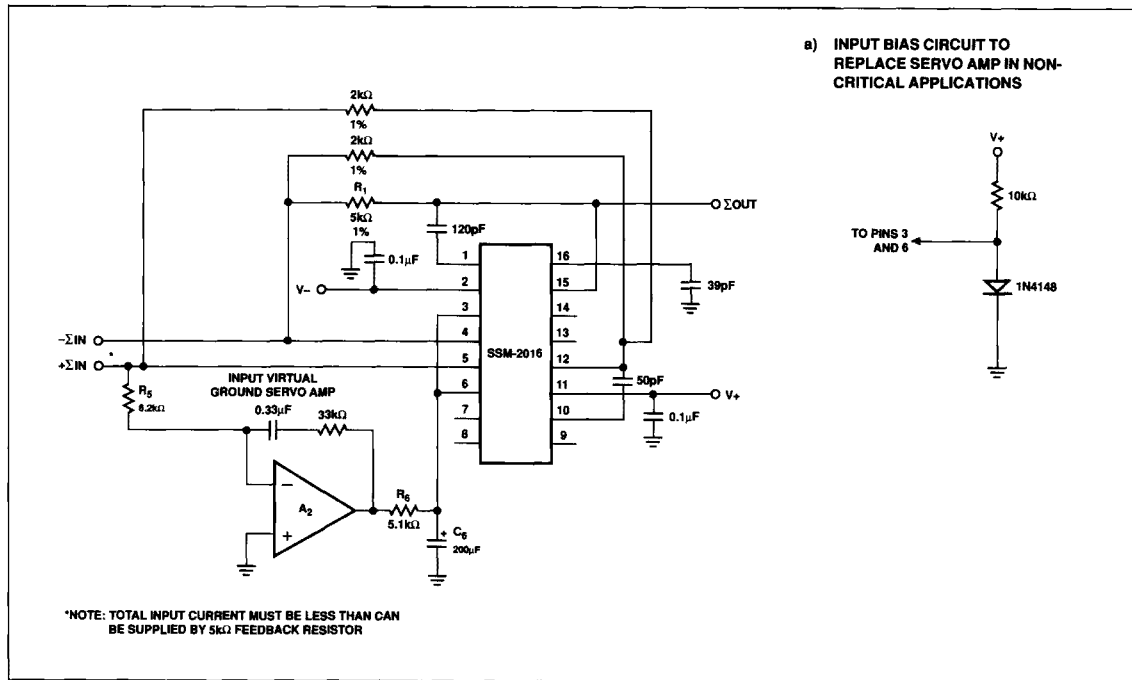 a) INPUT BIAS CIRCUIT TO
REPLACE SERVO AMP IN NON-
CRITICAL APPLICATIONS
2kΩ
1%
2kΩ
1%
R1
5kΩ
1%
ΣOUT
120pF
0.1µF
V–
1
2
3
4
5
6
7
8
SSM-2016
16
15
14
13
12
11
10
9
39pF
50pF
V+
0.1µF
–ΣIN
+ΣIN
*
R5
6.2kΩ
INPUT VIRTUAL
GROUND SERVO AMP
0.33µF
33kΩ
–
A2
+
R6
5.1kΩ
+
C6
200µF
V+
10kΩ
TO PINS 3
AND 6
1N4148
*NOTE: TOTAL INPUT CURRENT MUST BE LESS THAN CAN
BE SUPPLIED BY 5kΩ FEEDBACK RESISTOR